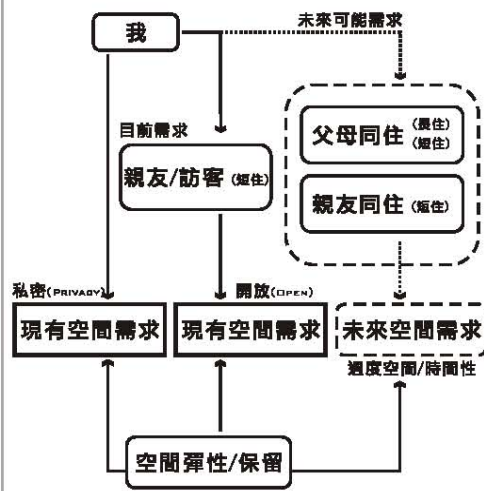 我
未來可能需求
目前需求
父母同住 (長住)
(短住)
親友/訪客 (短住)
親友同住 (短住)
私密(PRIVACY)
開放(OPEN)
現有空間需求
現有空間需求
未來空間需求
過度空間/時間性
空間彈性/保留